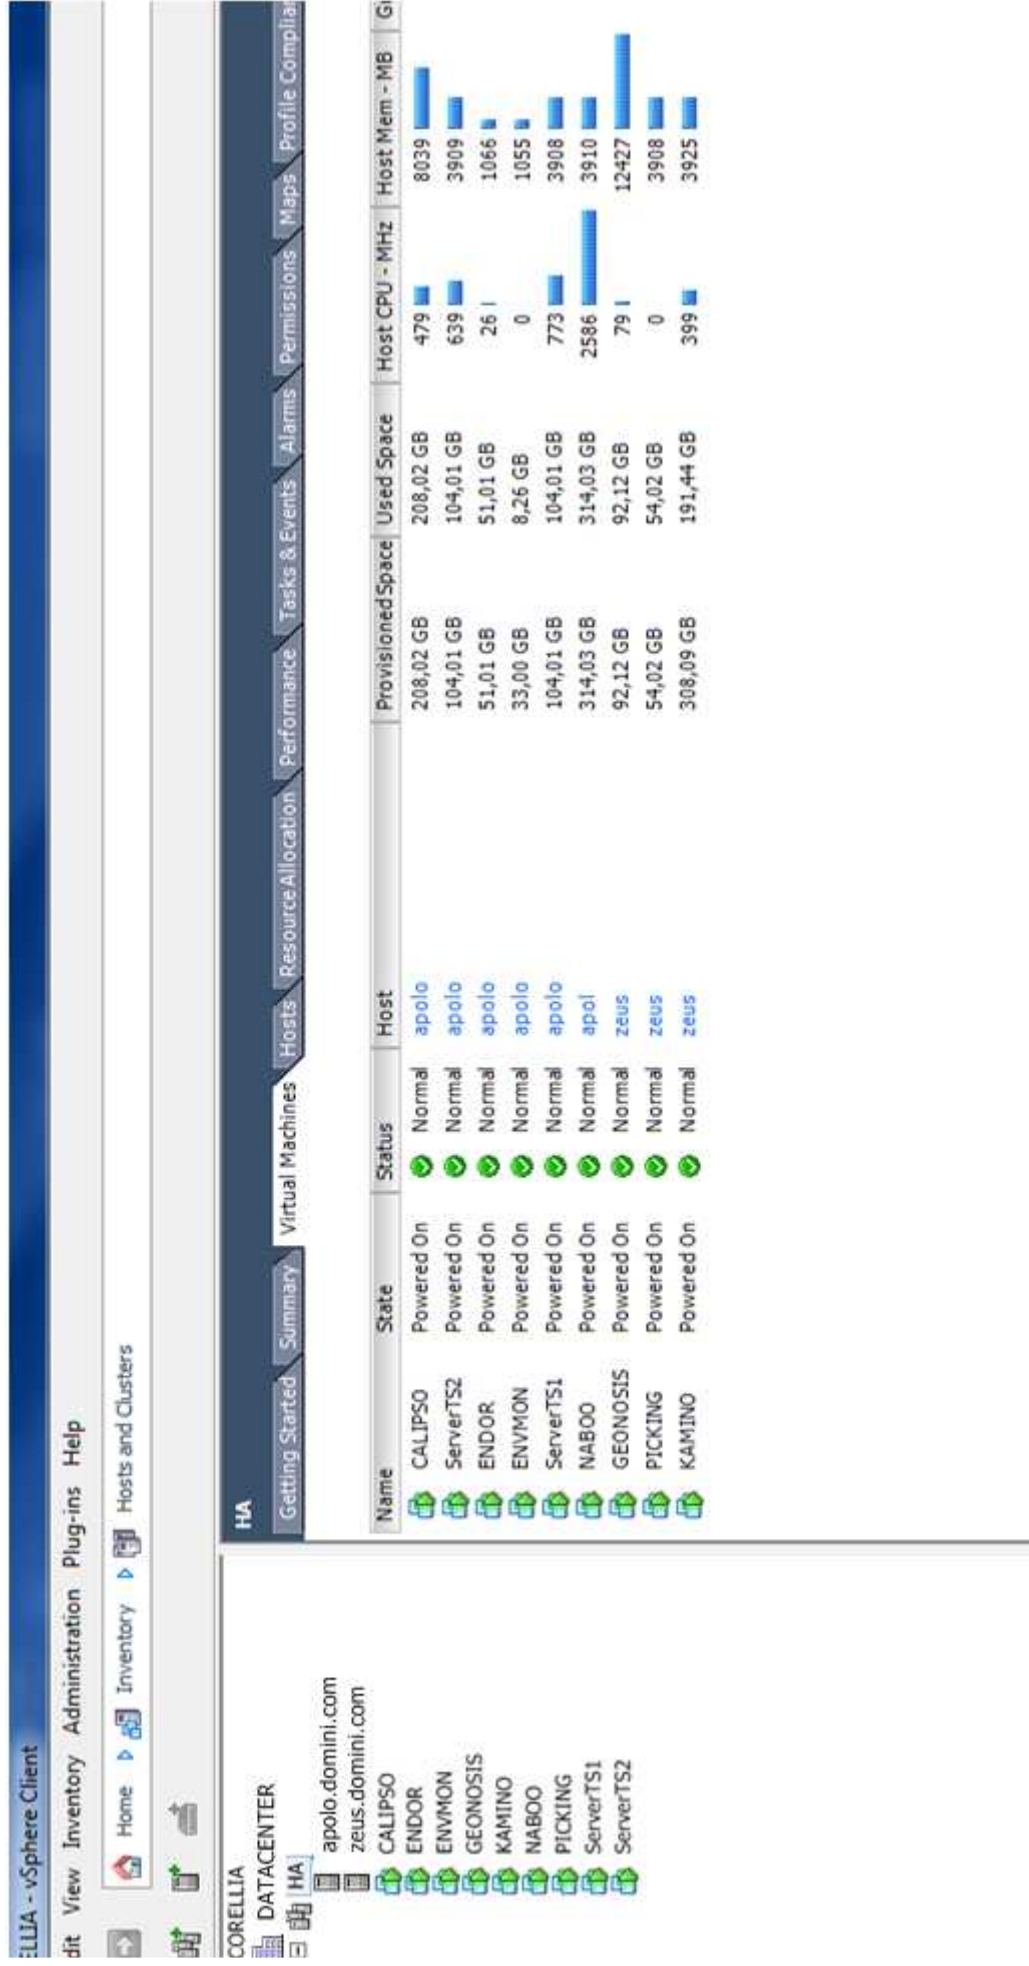 ELLIA - vSphere Client
dit View Inventory Administration Plug-ins Help
Home Inventory Hosts and Clusters
CORELLIA
DATACENTER
HA
apolo.domini.com
zeus.domini.com
CALIPSO
ENDOR
ENVMON
GEONOSIS
KAMINO
NABOO
PICKING
ServerTS1
ServerTS2
HA
Getting Started Summary Virtual Machines Hosts Resource Allocation Performance Tasks & Events Alarms Permissions Maps Profile Complia
Name State Status Host Provisioned Space Used Space Host CPU - MHz Host Mem - MB G
CALIPSO Powered On Normal apolo 208,02 GB 208,02 GB 479 8039
ServerTS2 Powered On Normal apolo 104,01 GB 104,01 GB 639 3909
ENDOR Powered On Normal apolo 51,01 GB 51,01 GB 26 1066
ENVMON Powered On Normal apolo 33,00 GB 8,26 GB 0 1055
ServerTS1 Powered On Normal apolo 104,01 GB 104,01 GB 773 3908
NABOO Powered On Normal apol 314,03 GB 314,03 GB 2586 3910
GEONOSIS Powered On Normal zeus 92,12 GB 92,12 GB 79 12427
PICKING Powered On Normal zeus 54,02 GB 54,02 GB 0 3908
KAMINO Powered On Normal zeus 308,09 GB 191,44 GB 399 3925